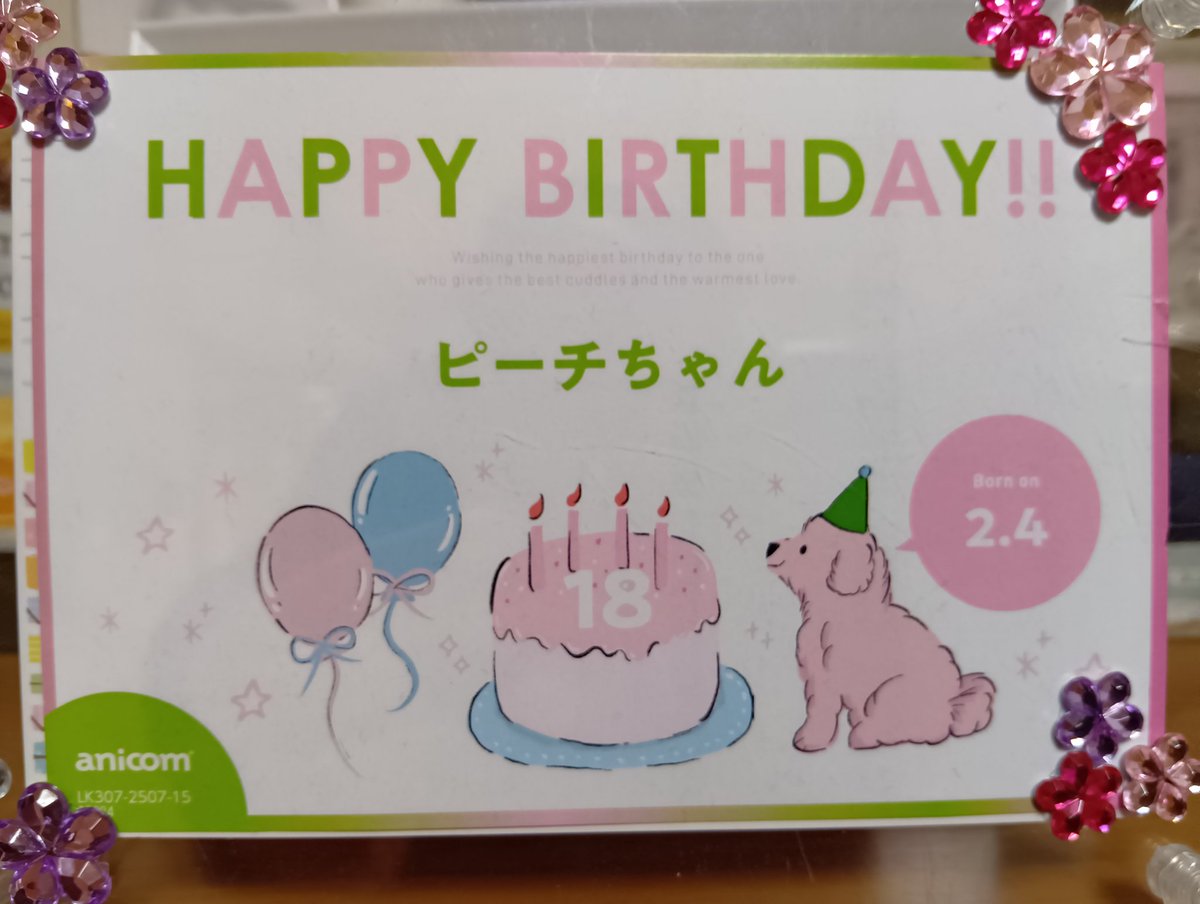 HAPPY BIRTHDAY!!
Wishing the happiest birthday to the one
who gives the best cuddles and the warmest love.
ピーチちゃん
Born on
2.4
18
anicom
LK307-2507-15